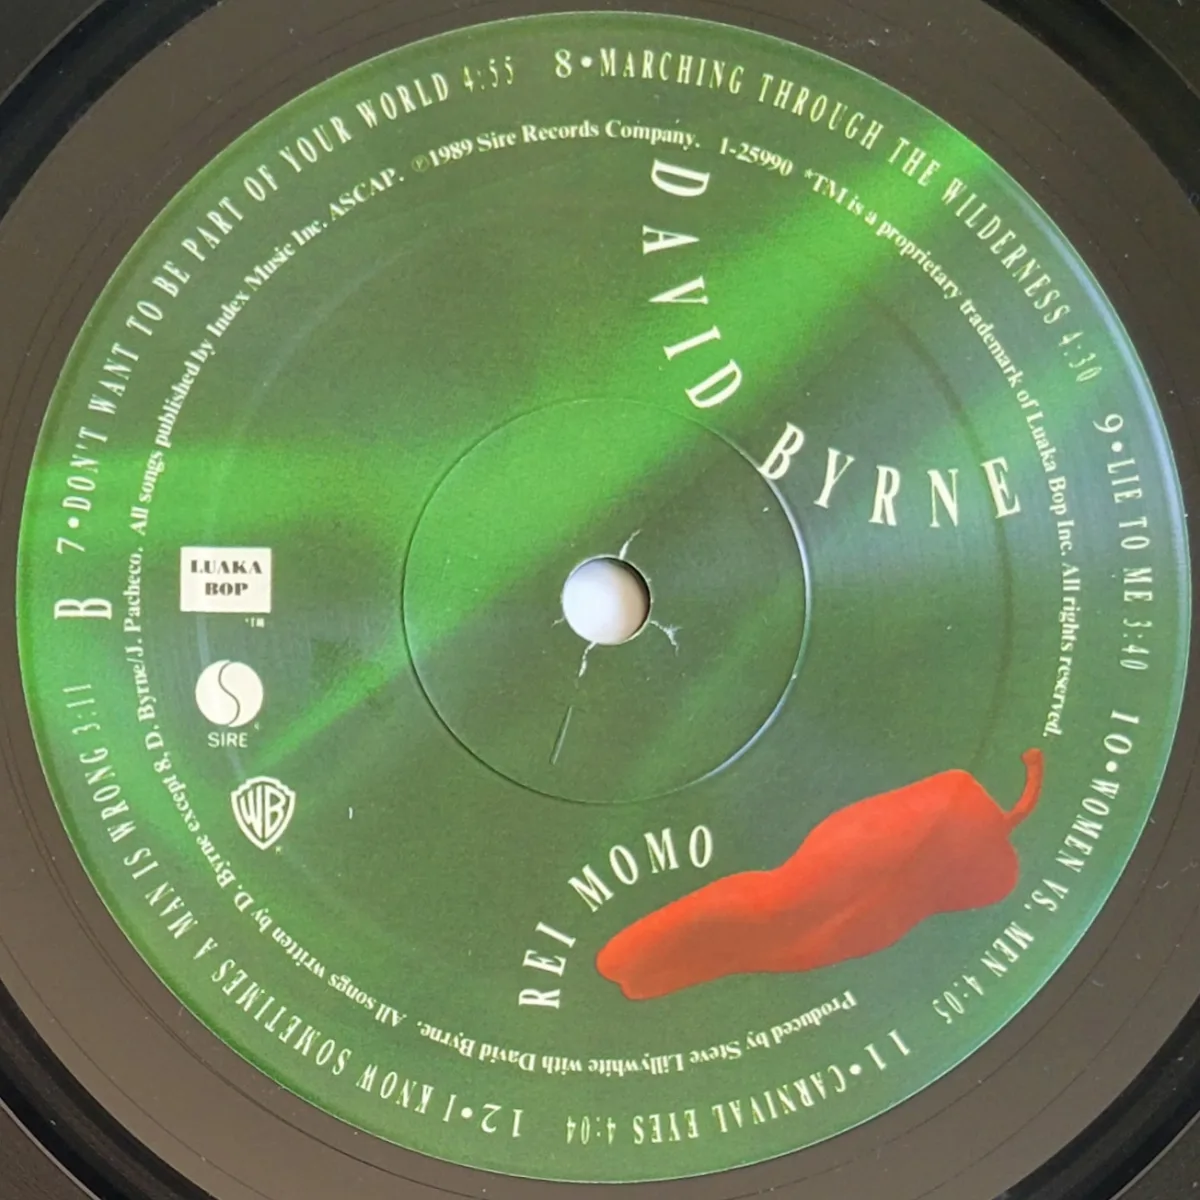 B
7•DON'T WANT TO BE PART OF YOUR WORLD 4:55
8•MARCHING THROUGH THE WILDERNESS 4:30
9•LIE TO ME 3:40
10•WOMEN VS. MEN 4:05
11•CARNIVAL EYES 4:04
12•I KNOW SOMETIMES A MAN IS WRONG 3:11
Produced by Steve Lillywhite with David Byrne. All songs written by D. Byrne except 8, D. Byrne/J. Pacheco. All songs published by Index Music Inc. ASCAP. ℗1989 Sire Records Company. 1-25990 *TM is a proprietary trademark of Luaka Bop Inc. All rights reserved.
DAVID BYRNE
LUAKA
BOP
*TM
SIRE
WB
REI MOMO